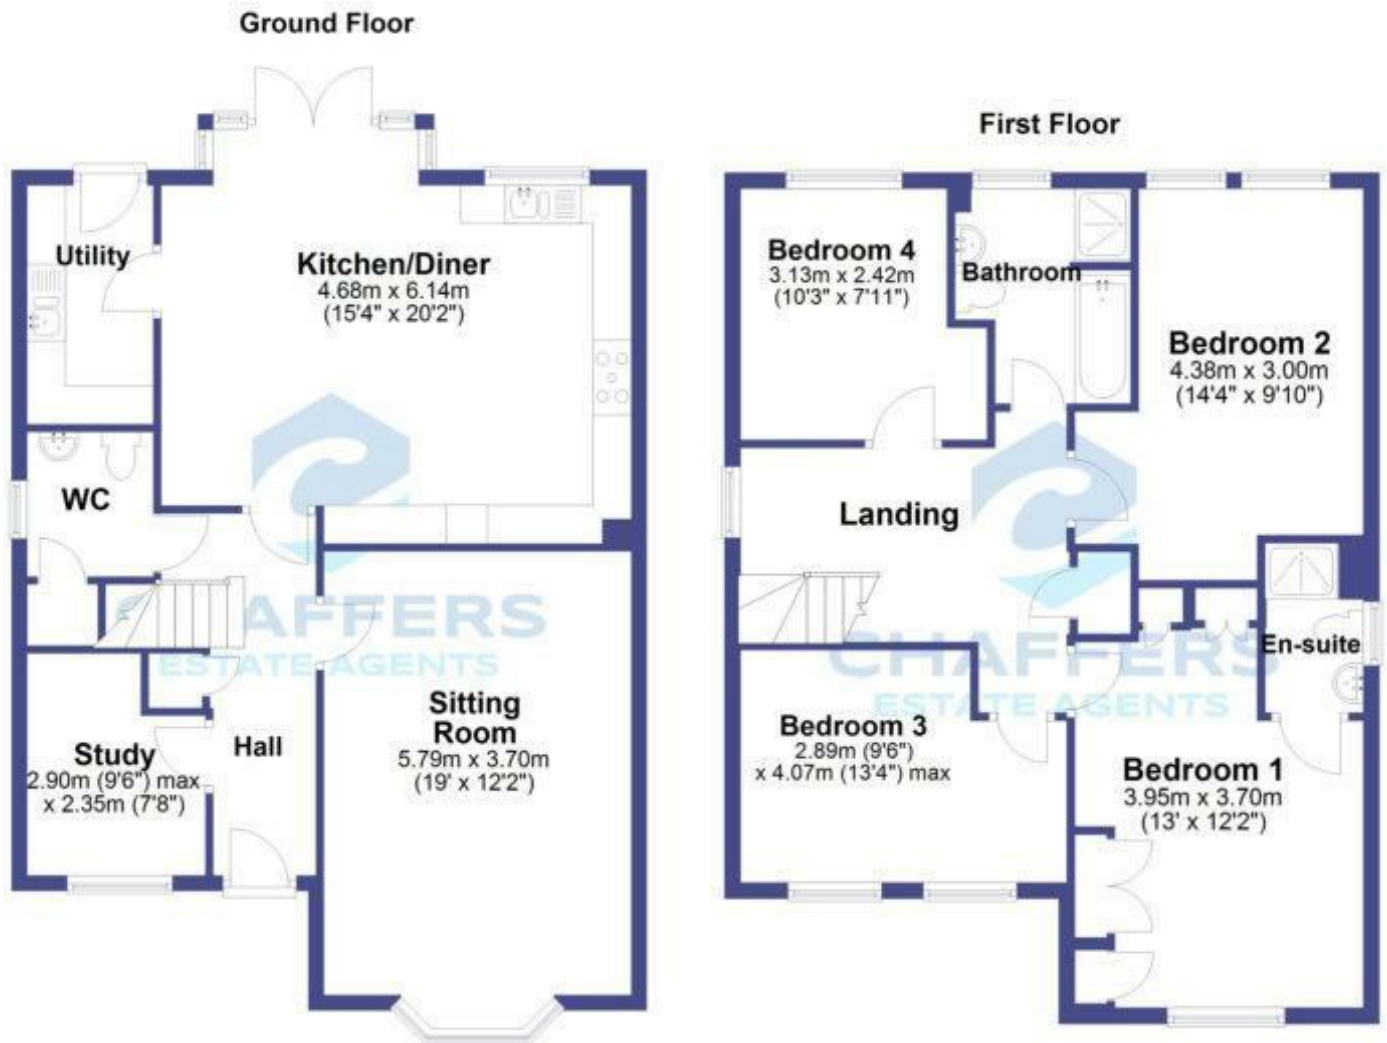 Ground Floor
Utility
Kitchen/Diner
4.68m x 6.14m
(15'4" x 20'2")
WC
CHAFFERS
ESTATE AGENTS
Sitting
Room
5.79m x 3.70m
(19' x 12'2")
Hall
Study
2.90m (9'6") max
x 2.35m (7'8")
First Floor
Bedroom 4
3.13m x 2.42m
(10'3" x 7'11")
Bathroom
Bedroom 2
4.38m x 3.00m
(14'4" x 9'10")
Landing
CHAFFERS
ESTATE AGENTS
En-suite
Bedroom 3
2.89m (9'6")
x 4.07m (13'4") max
Bedroom 1
3.95m x 3.70m
(13' x 12'2")